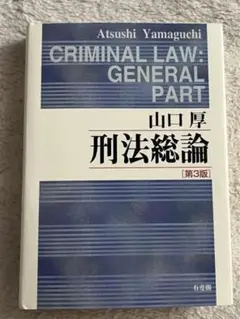 Atsushi Yamaguchi
CRIMINAL LAW:
GENERAL
PART
山口 厚
刑法総論
[第3版]
有斐閣